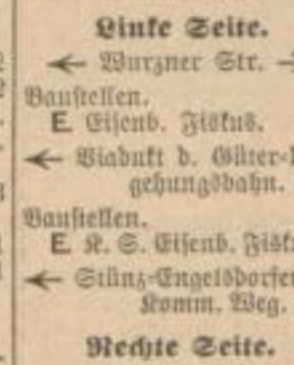 Linke Seite.
← Wurzner Str. →
Baustellen.
E. Eisenb. Fiskus.
← Viadukt d. Güter-
gehungsbahn.
Baustellen.
E. K. S. Eisenb. Fisk
← Stünz-Engelsdorfer
Komm. Weg.
Rechte Seite.